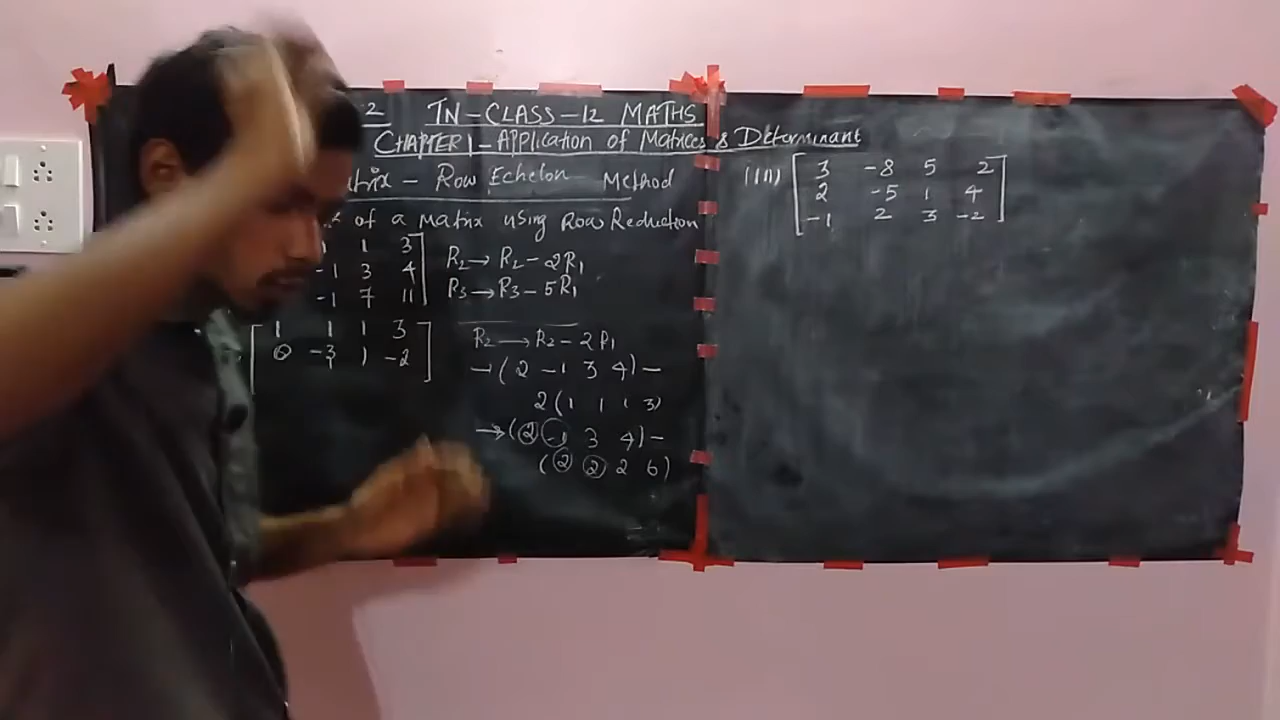 2 TN-CLASS-12 MATHS
CHAPTER 1 - Application of Matrices & Determinant
atrix - Row Echelon Method
of a Matrix using Row Reduction
1 1 3
-1 3 4 R₂→R₂-2R₁
-1 7 11 R₃→R₃-5R₁
1 1 1 3
0 -3 1 -2
R₂→R₂-2R₁
→(2 -1 3 4)-
2(1 1 1 3)
→(2 -1 3 4)-
(2 2 2 6)
(iii) 3 -8 5 2
2 -5 1 4
-1 2 3 -2